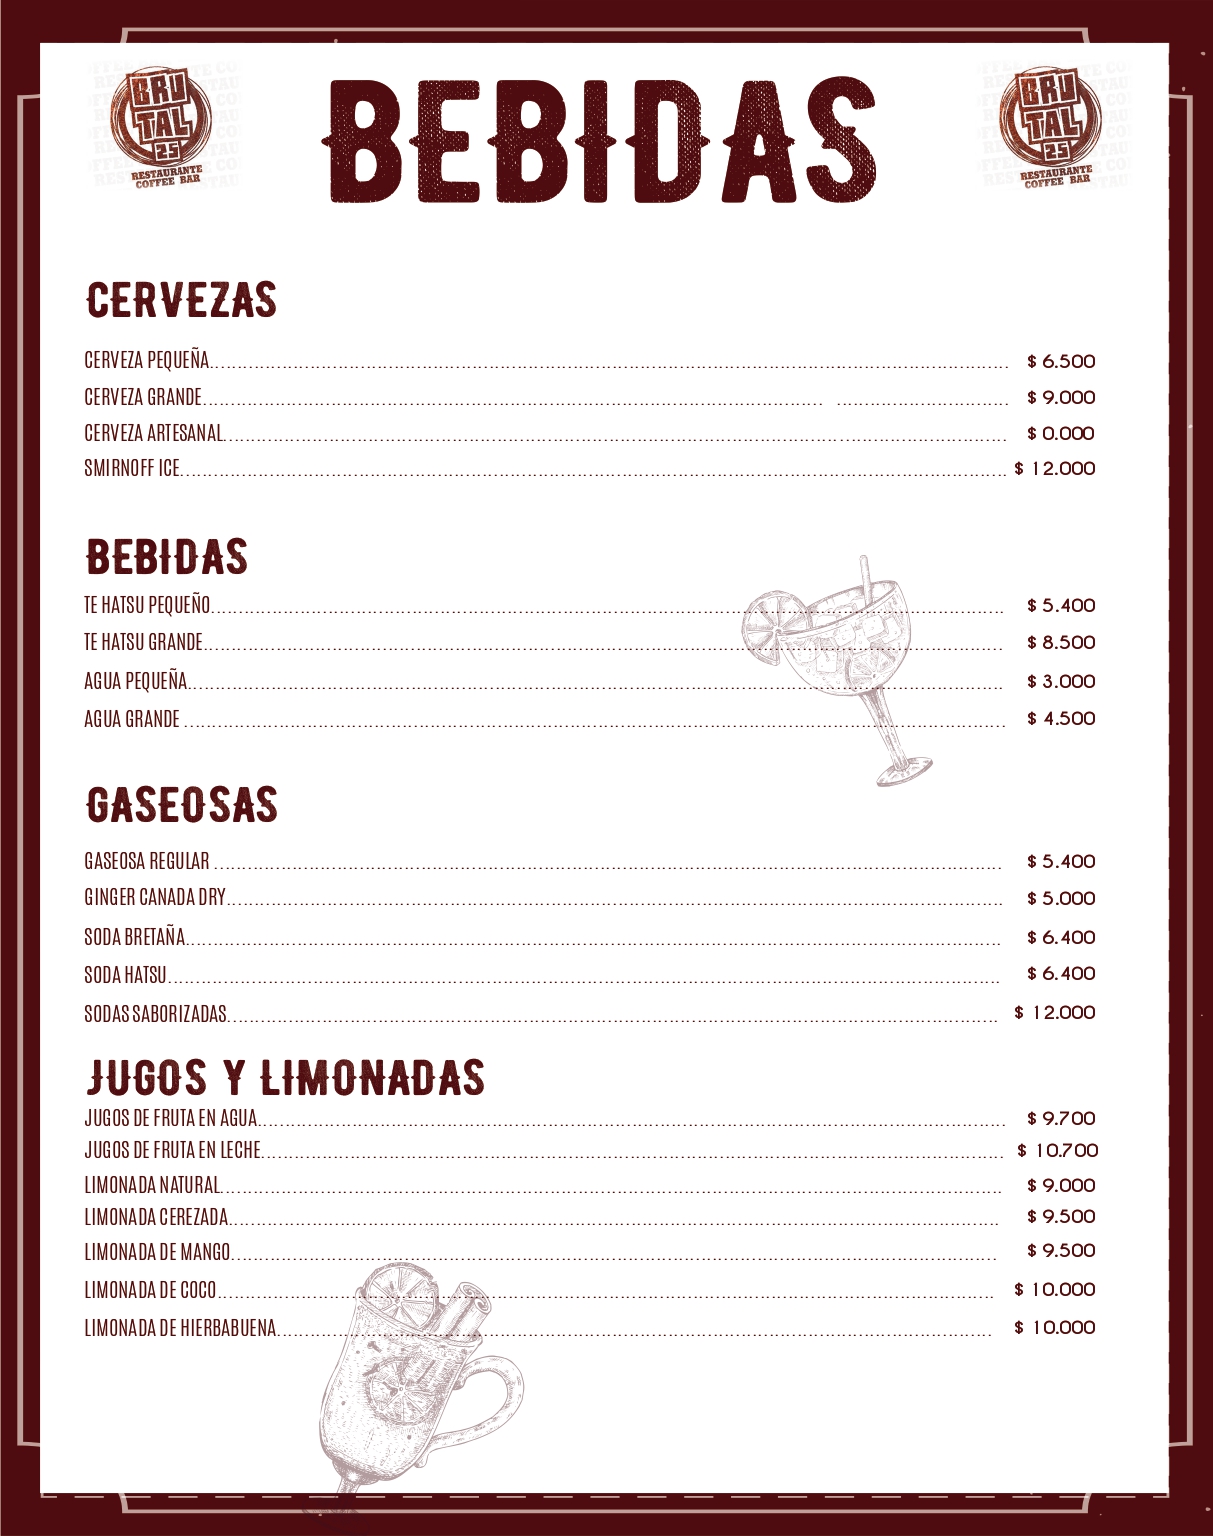 BRU
TAL
25
RESTAURANTE
COFFEE BAR
BEBIDAS
BRU
TAL
25
RESTAURANTE
COFFEE BAR
CERVEZAS
CERVEZA PEQUEÑA $ 6.500
CERVEZA GRANDE $ 9.000
CERVEZA ARTESANAL $ 0.000
SMIRNOFF ICE $ 12.000
BEBIDAS
TE HATSU PEQUEÑO $ 5.400
TE HATSU GRANDE $ 8.500
AGUA PEQUEÑA $ 3.000
AGUA GRANDE $ 4.500
GASEOSAS
GASEOSA REGULAR $ 5.400
GINGER CANADA DRY $ 5.000
SODA BRETAÑA $ 6.400
SODA HATSU $ 6.400
SODAS SABORIZADAS $ 12.000
JUGOS Y LIMONADAS
JUGOS DE FRUTA EN AGUA $ 9.700
JUGOS DE FRUTA EN LECHE $ 10.700
LIMONADA NATURAL $ 9.000
LIMONADA CEREZADA $ 9.500
LIMONADA DE MANGO $ 9.500
LIMONADA DE COCO $ 10.000
LIMONADA DE HIERBABUENA $ 10.000